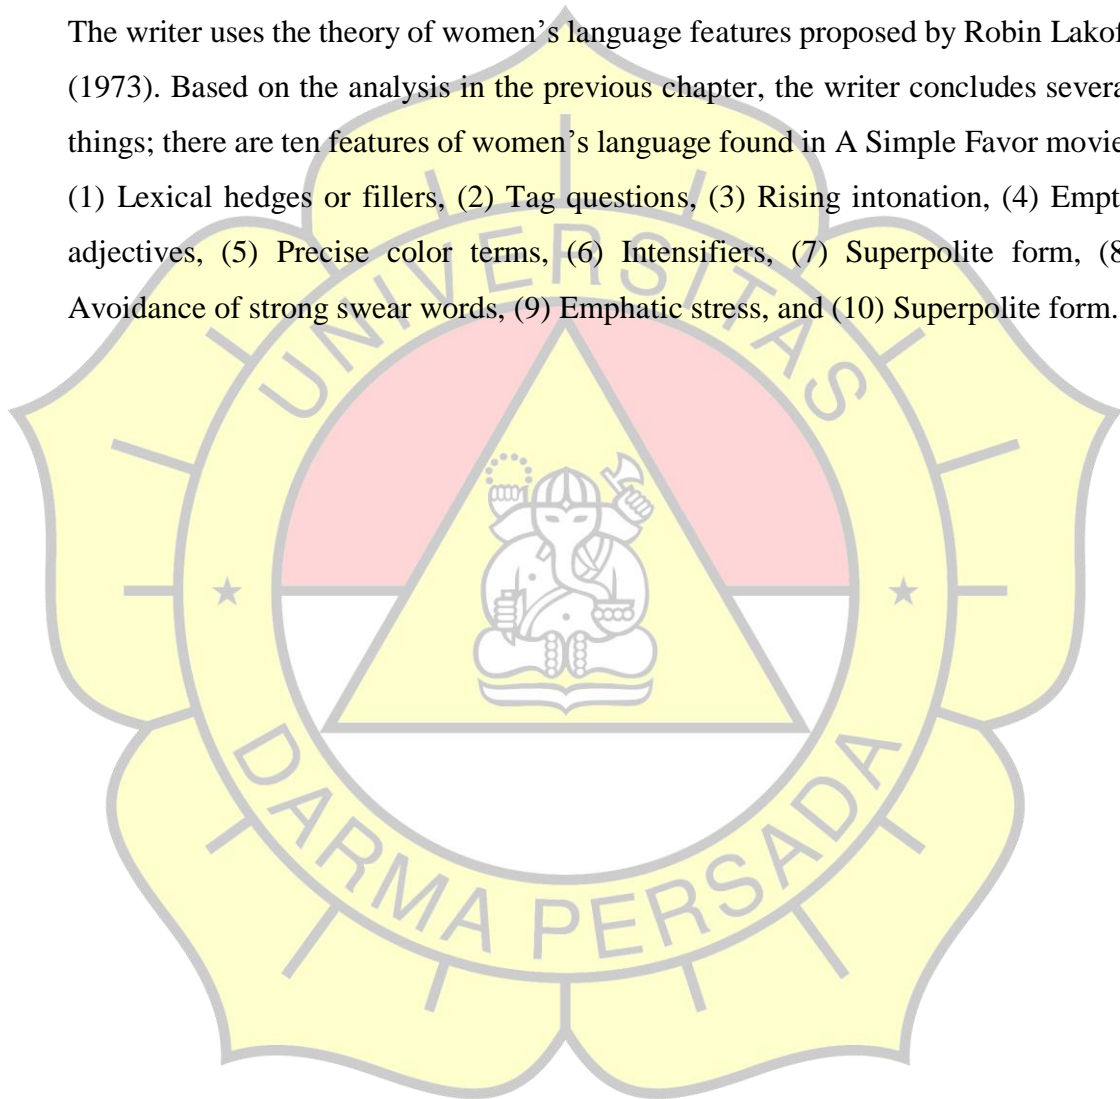 The writer uses the theory of women’s language features proposed by Robin Lakof
(1973). Based on the analysis in the previous chapter, the writer concludes severa
things; there are ten features of women’s language found in A Simple Favor movie
(1) Lexical hedges or fillers, (2) Tag questions, (3) Rising intonation, (4) Empt
adjectives, (5) Precise color terms, (6) Intensifiers, (7) Superpolite form, (8
Avoidance of strong swear words, (9) Emphatic stress, and (10) Superpolite form.
UNIVERSITAS
DARMA PERSADA